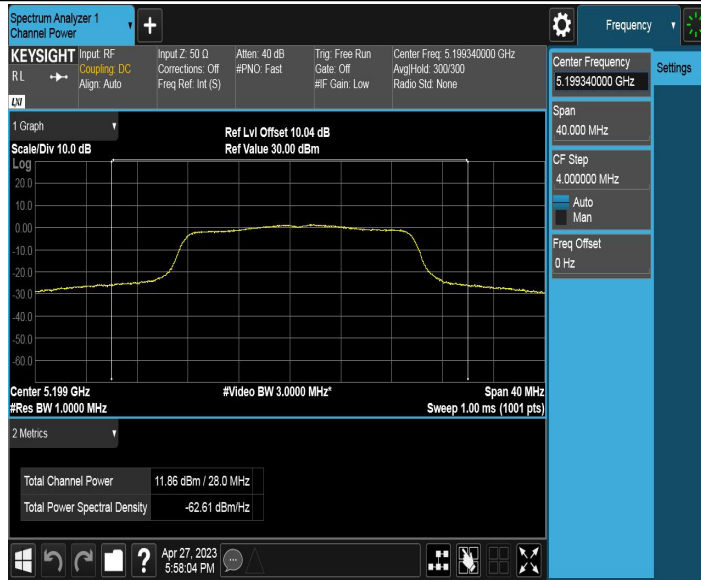 Spectrum Analyzer 1
Channel Power
+
Frequency
KEYSIGHT
RL
LXI
Input: RF
Coupling: DC
Align: Auto
Input Z: 50 Ω
Corrections: Off
Freq Ref: Int (S)
Atten: 40 dB
#PNO: Fast
Trig: Free Run
Gate: Off
#IF Gain: Low
Center Freq: 5.199340000 GHz
Avg|Hold: 300/300
Radio Std: None
Center Frequency
5.199340000 GHz
Settings
Span
40.000 MHz
CF Step
4.000000 MHz
Auto
Man
Freq Offset
0 Hz
1 Graph
Scale/Div 10.0 dB
Ref Lvl Offset 10.04 dB
Ref Value 30.00 dBm
Log
20.0
10.0
0.00
-10.0
-20.0
-30.0
-40.0
-50.0
-60.0
Center 5.199 GHz
#Video BW 3.0000 MHz*
Span 40 MHz
#Res BW 1.0000 MHz
Sweep 1.00 ms (1001 pts)
2 Metrics
Total Channel Power 11.86 dBm / 28.0 MHz
Total Power Spectral Density -62.61 dBm/Hz
?
Apr 27, 2023
5:58:04 PM